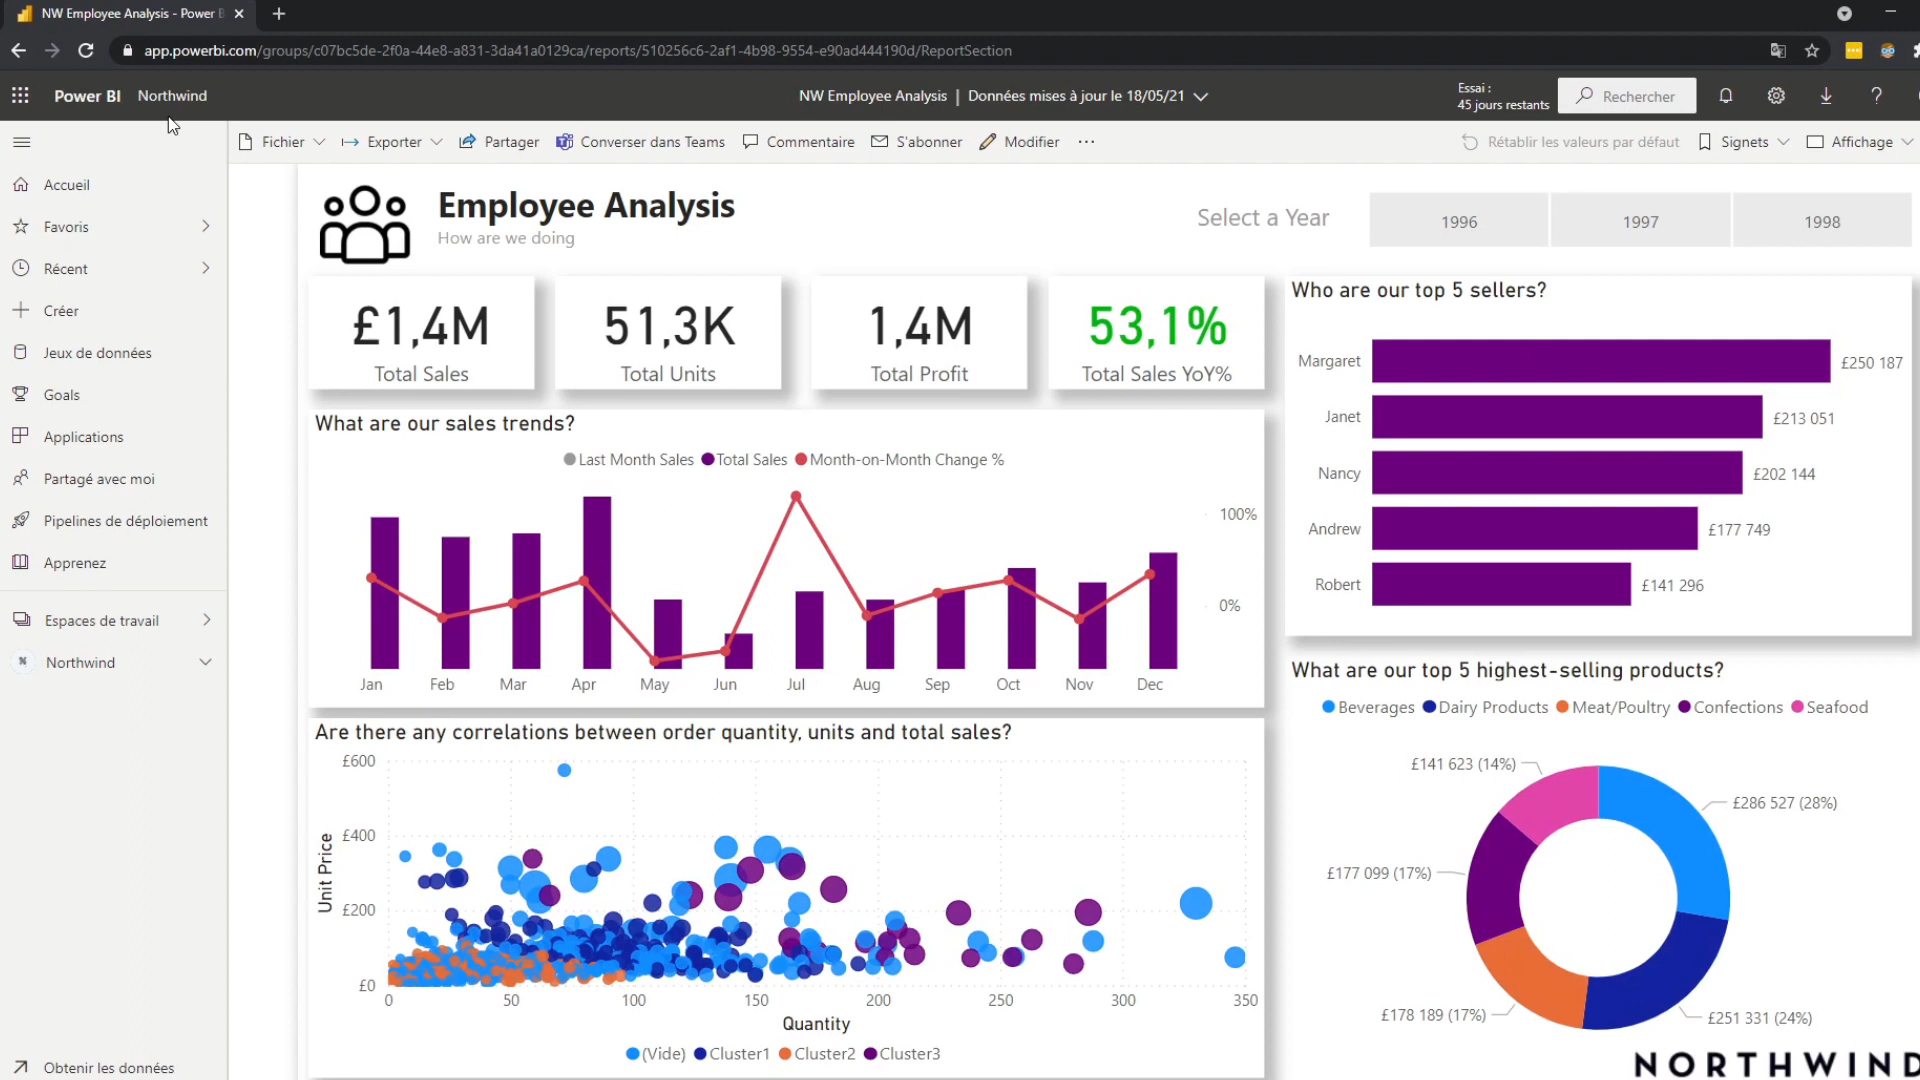 NW Employee Analysis - Power B
app.powerbi.com/groups/c07bc5de-2f0a-44e8-a831-3da41a0129ca/reports/510256c6-2af1-4b98-9554-e90ad444190d/ReportSection
Power BI Northwind
NW Employee Analysis | Données mises à jour le 18/05/21
Essai :
45 jours restants
Rechercher
Fichier Exporter Partager Converser dans Teams Commentaire S'abonner Modifier ... Rétablir les valeurs par défaut Signets Affichage
Accueil
Favoris
Récent
Créer
Jeux de données
Goals
Applications
Partagé avec moi
Pipelines de déploiement
Apprenez
Espaces de travail
N Northwind
Obtenir les données
Employee Analysis
How are we doing
Select a Year
1996 1997 1998
£1,4M
Total Sales
51,3K
Total Units
1,4M
Total Profit
53,1%
Total Sales YoY%
What are our sales trends?
Last Month Sales Total Sales Month-on-Month Change %
100%
0%
Jan Feb Mar Apr May Jun Jul Aug Sep Oct Nov Dec
Are there any correlations between order quantity, units and total sales?
Unit Price
£600
£400
£200
£0
0 50 100 150 200 250 300 350
Quantity
(Vide) Cluster1 Cluster2 Cluster3
Who are our top 5 sellers?
Margaret £250 187
Janet £213 051
Nancy £202 144
Andrew £177 749
Robert £141 296
What are our top 5 highest-selling products?
Beverages Dairy Products Meat/Poultry Confections Seafood
£141 623 (14%)
£286 527 (28%)
£177 099 (17%)
£178 189 (17%)
£251 331 (24%)
NORTHWIND